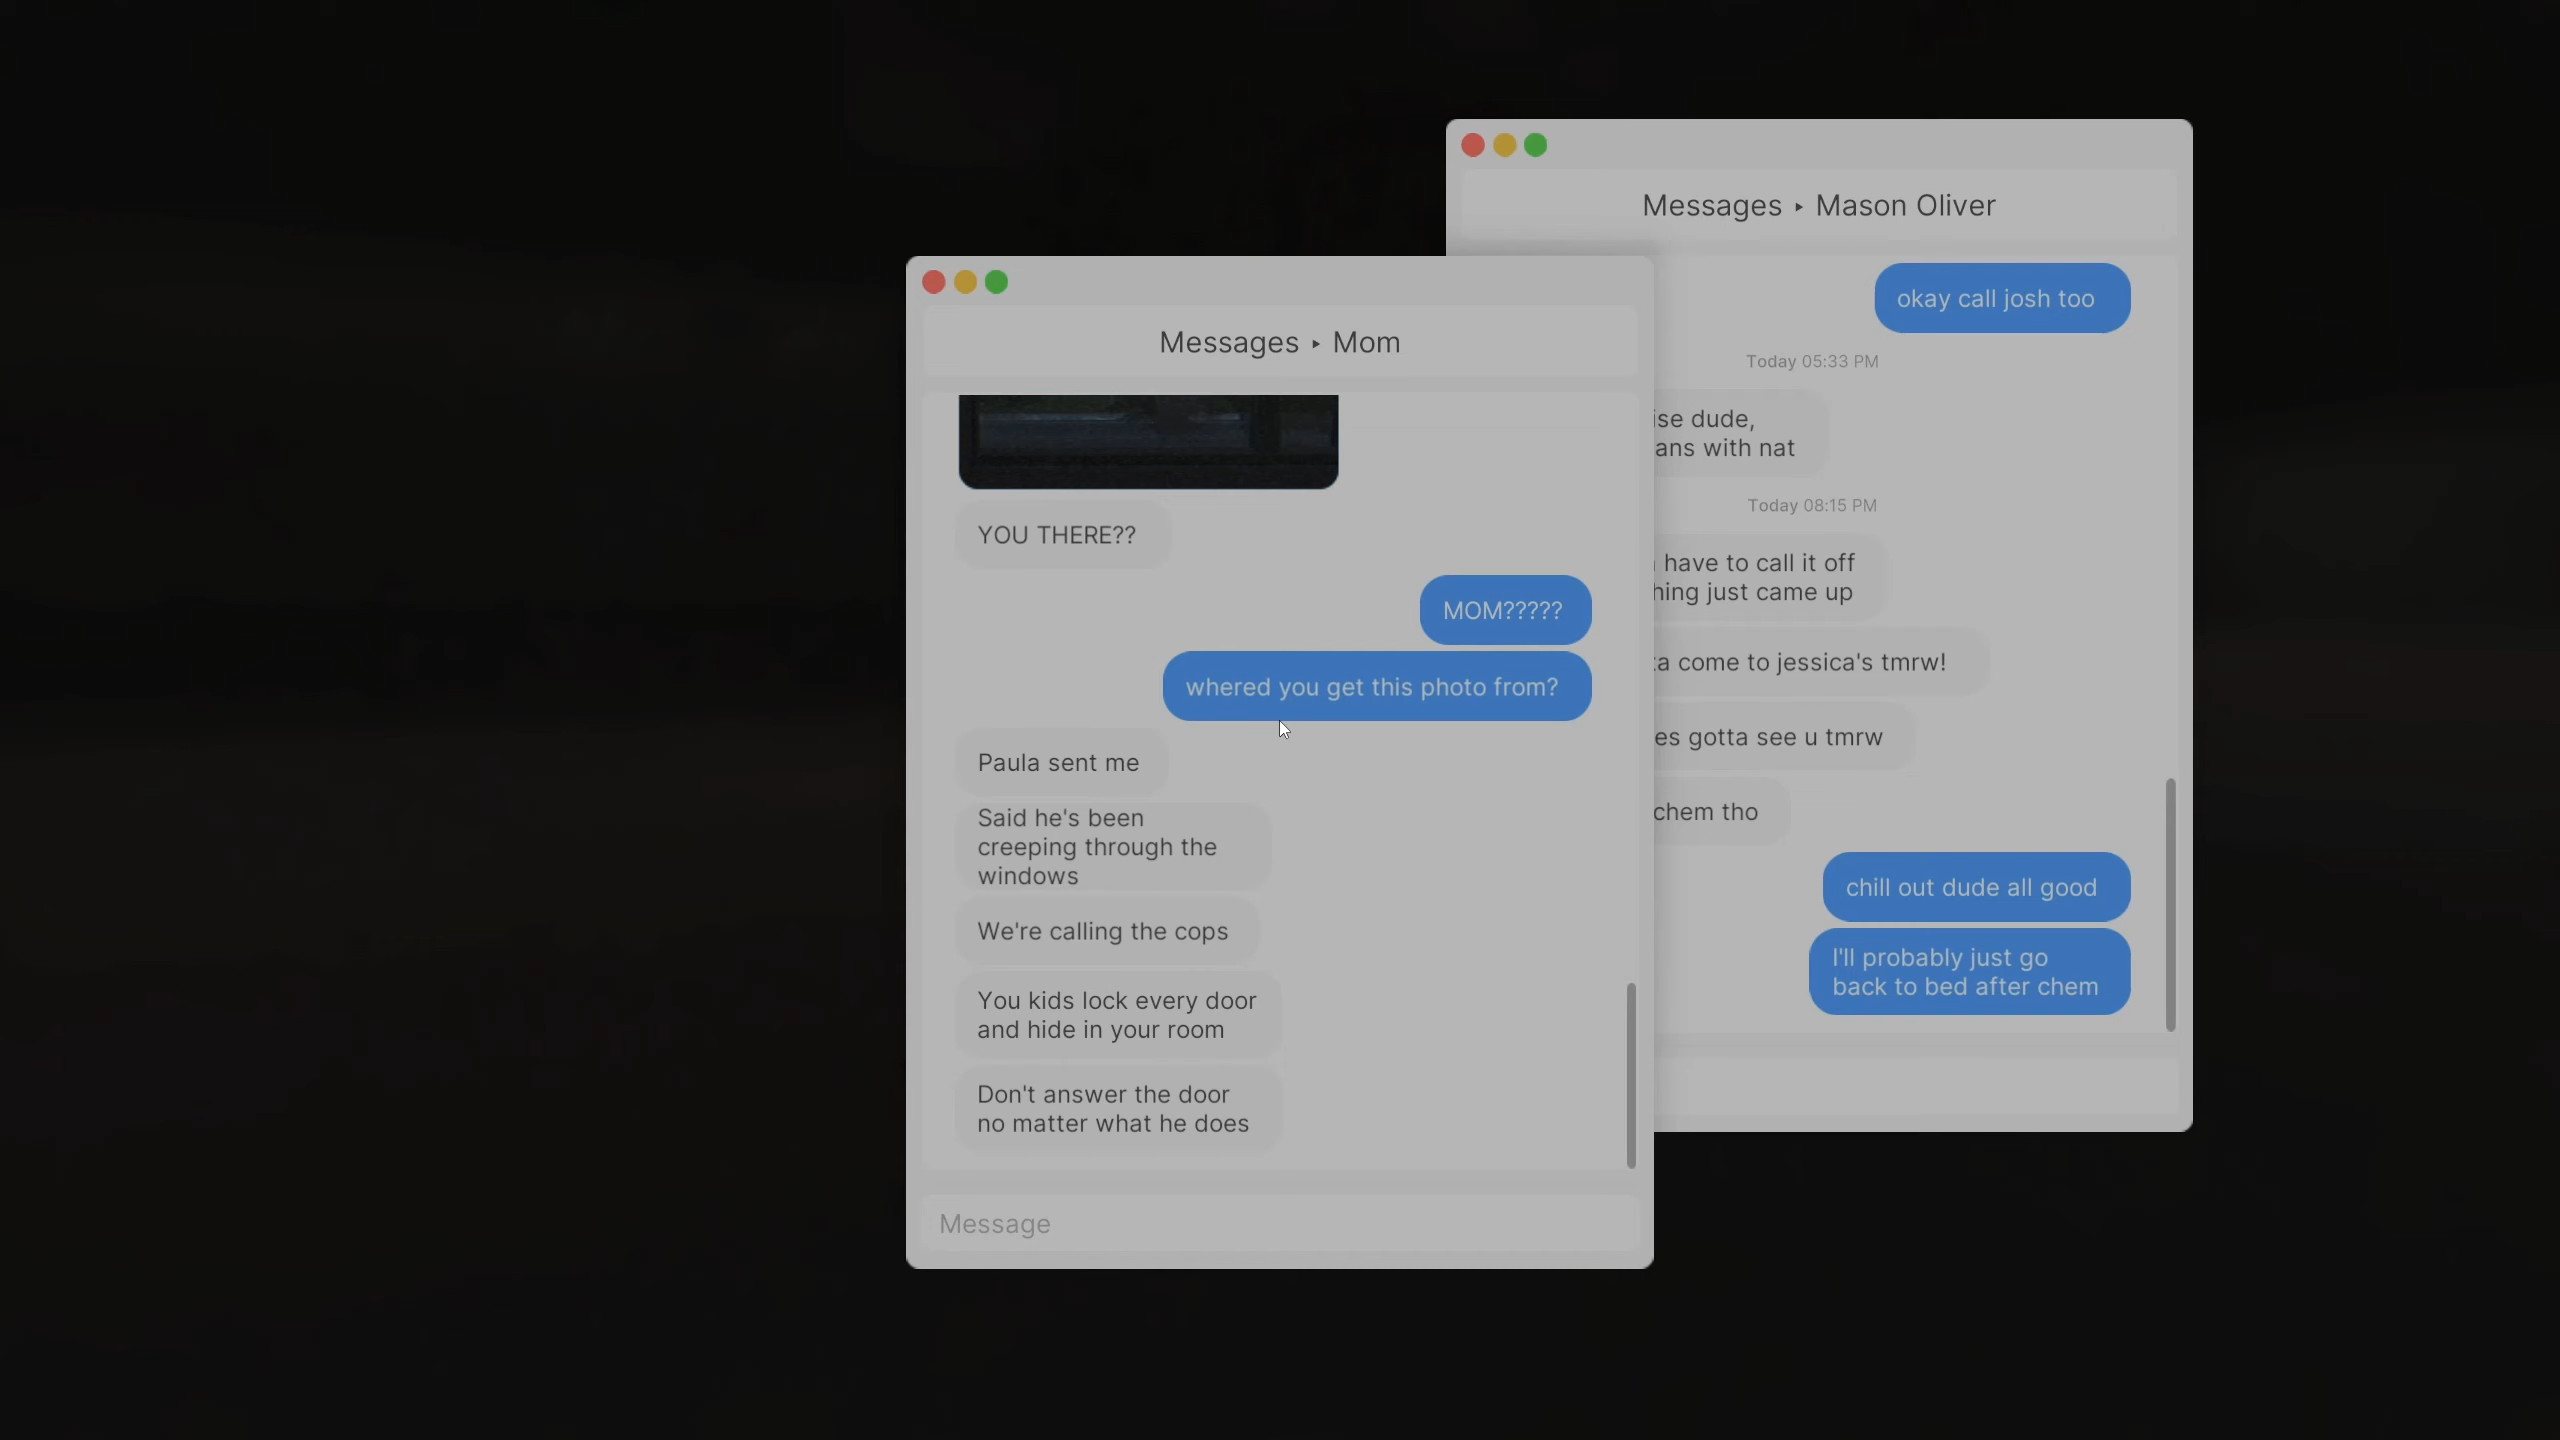 Messages ▸ Mom
YOU THERE??
MOM?????
whered you get this photo from?
Paula sent me
Said he's been
creeping through the
windows
We're calling the cops
You kids lock every door
and hide in your room
Don't answer the door
no matter what he does
Message
Messages ▸ Mason Oliver
okay call josh too
Today 05:33 PM
dude,
with nat
Today 08:15 PM
have to call it off
just came up
come to jessica's tmrw!
gotta see u tmrw
chem tho
chill out dude all good
I'll probably just go
back to bed after chem